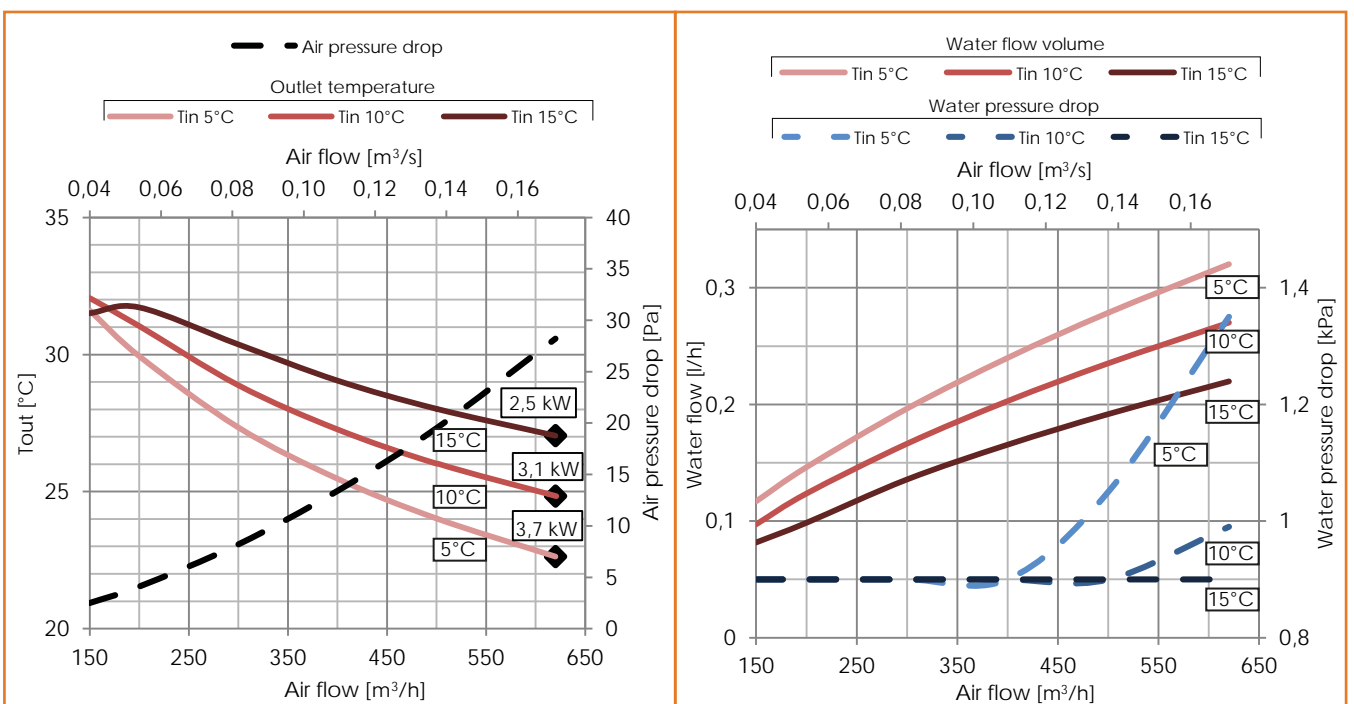 Air pressure drop
Outlet temperature
Tin 5°C Tin 10°C Tin 15°C
Air flow [m³/s]
0,04 0,06 0,08 0,10 0,12 0,14 0,16
35 40
35
30
30
25
2,5 kW
20
15°C
3,1 kW
15
25
10°C
3,7 kW
10
5°C
5
20 0
150 250 350 450 550 650
Air flow [m³/h]
Tout [°C]
Air pressure drop [Pa]
Water flow volume
Tin 5°C Tin 10°C Tin 15°C
Water pressure drop
Tin 5°C Tin 10°C Tin 15°C
Air flow [m³/s]
0,04 0,06 0,08 0,10 0,12 0,14 0,16
0,3 5°C 1,4
10°C
0,2 15°C 1,2
5°C
0,1 1
10°C
15°C
0 0,8
150 250 350 450 550 650
Air flow [m³/h]
Water flow [l/h]
Water pressure drop [kPa]